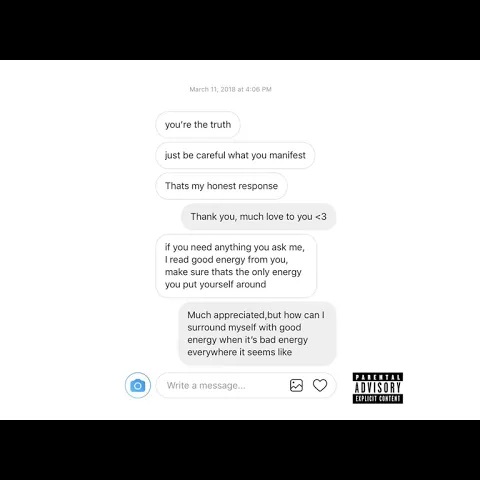 March 11, 2018 at 4:06 PM
you're the truth
just be careful what you manifest
Thats my honest response
Thank you, much love to you <3
if you need anything you ask me,
I read good energy from you,
make sure thats the only energy
you put yourself around
Much appreciated,but how can I
surround myself with good
energy when it's bad energy
everywhere it seems like
Write a message...
PARENTAL
ADVISORY
EXPLICIT CONTENT